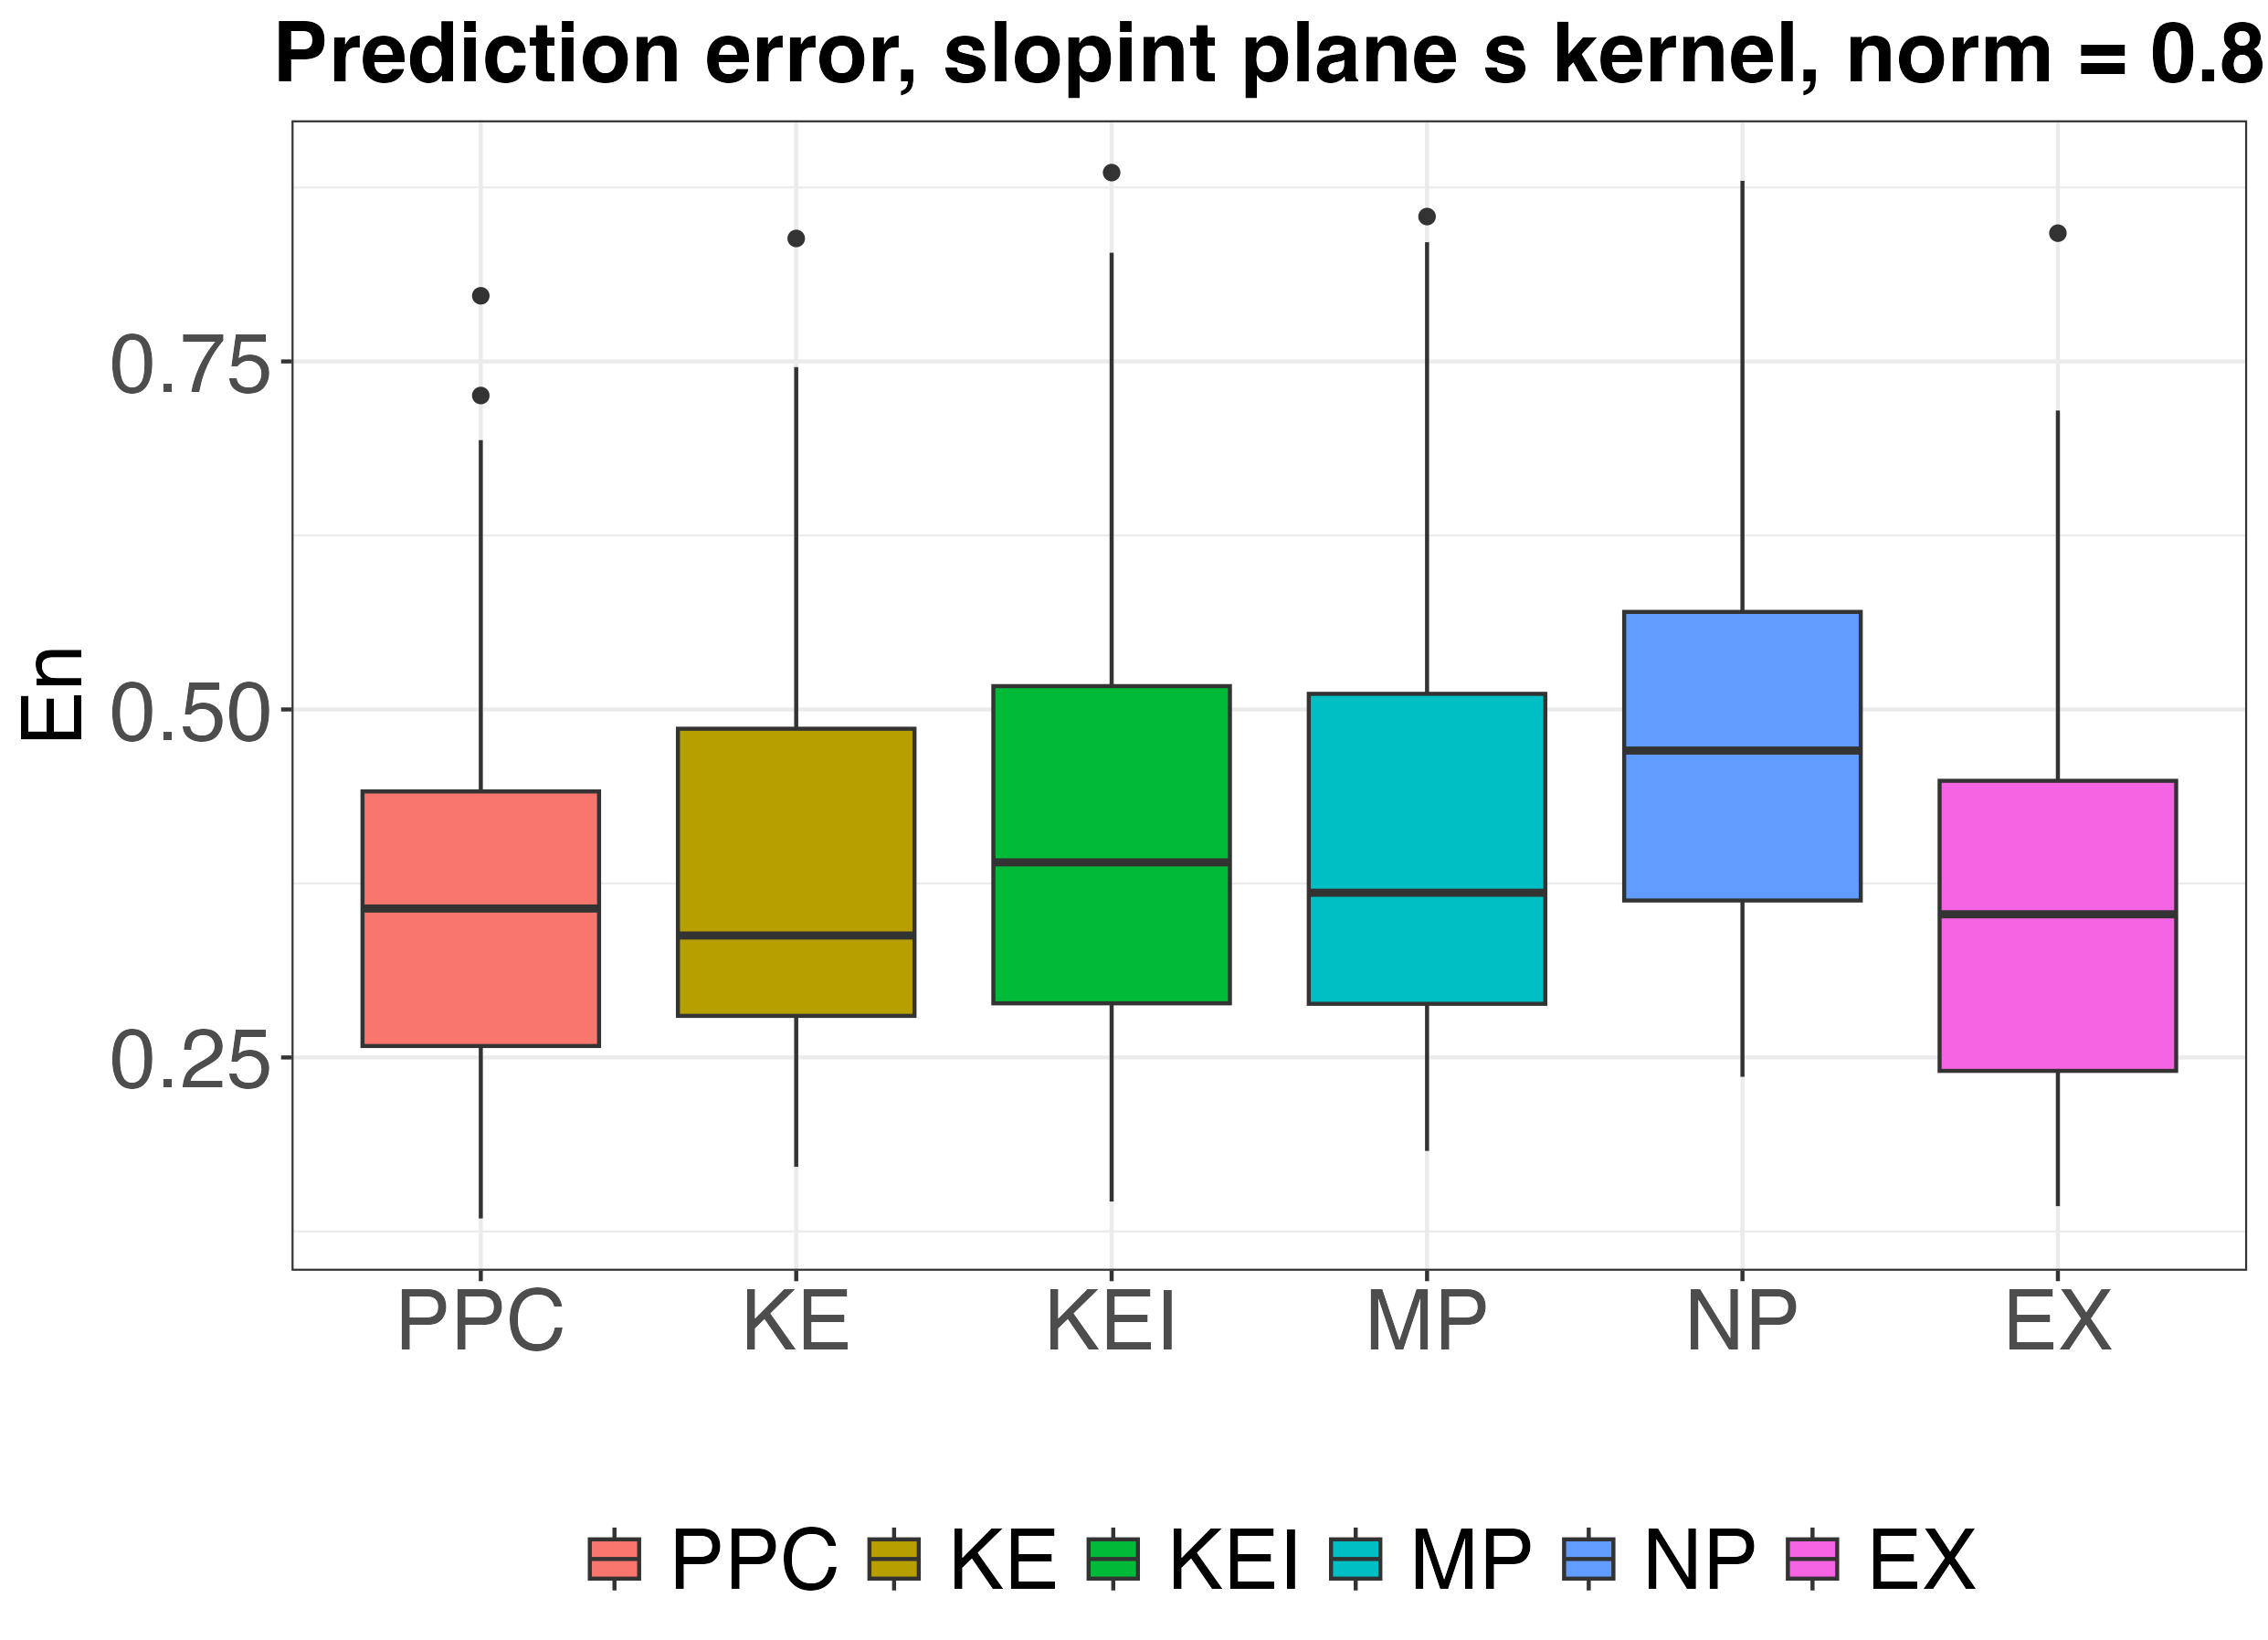 Prediction error, slopint plane s kernel, norm = 0.8
En
0.75
0.50
0.25
PPC KE KEI MP NP EX
PPC KE KEI MP NP EX